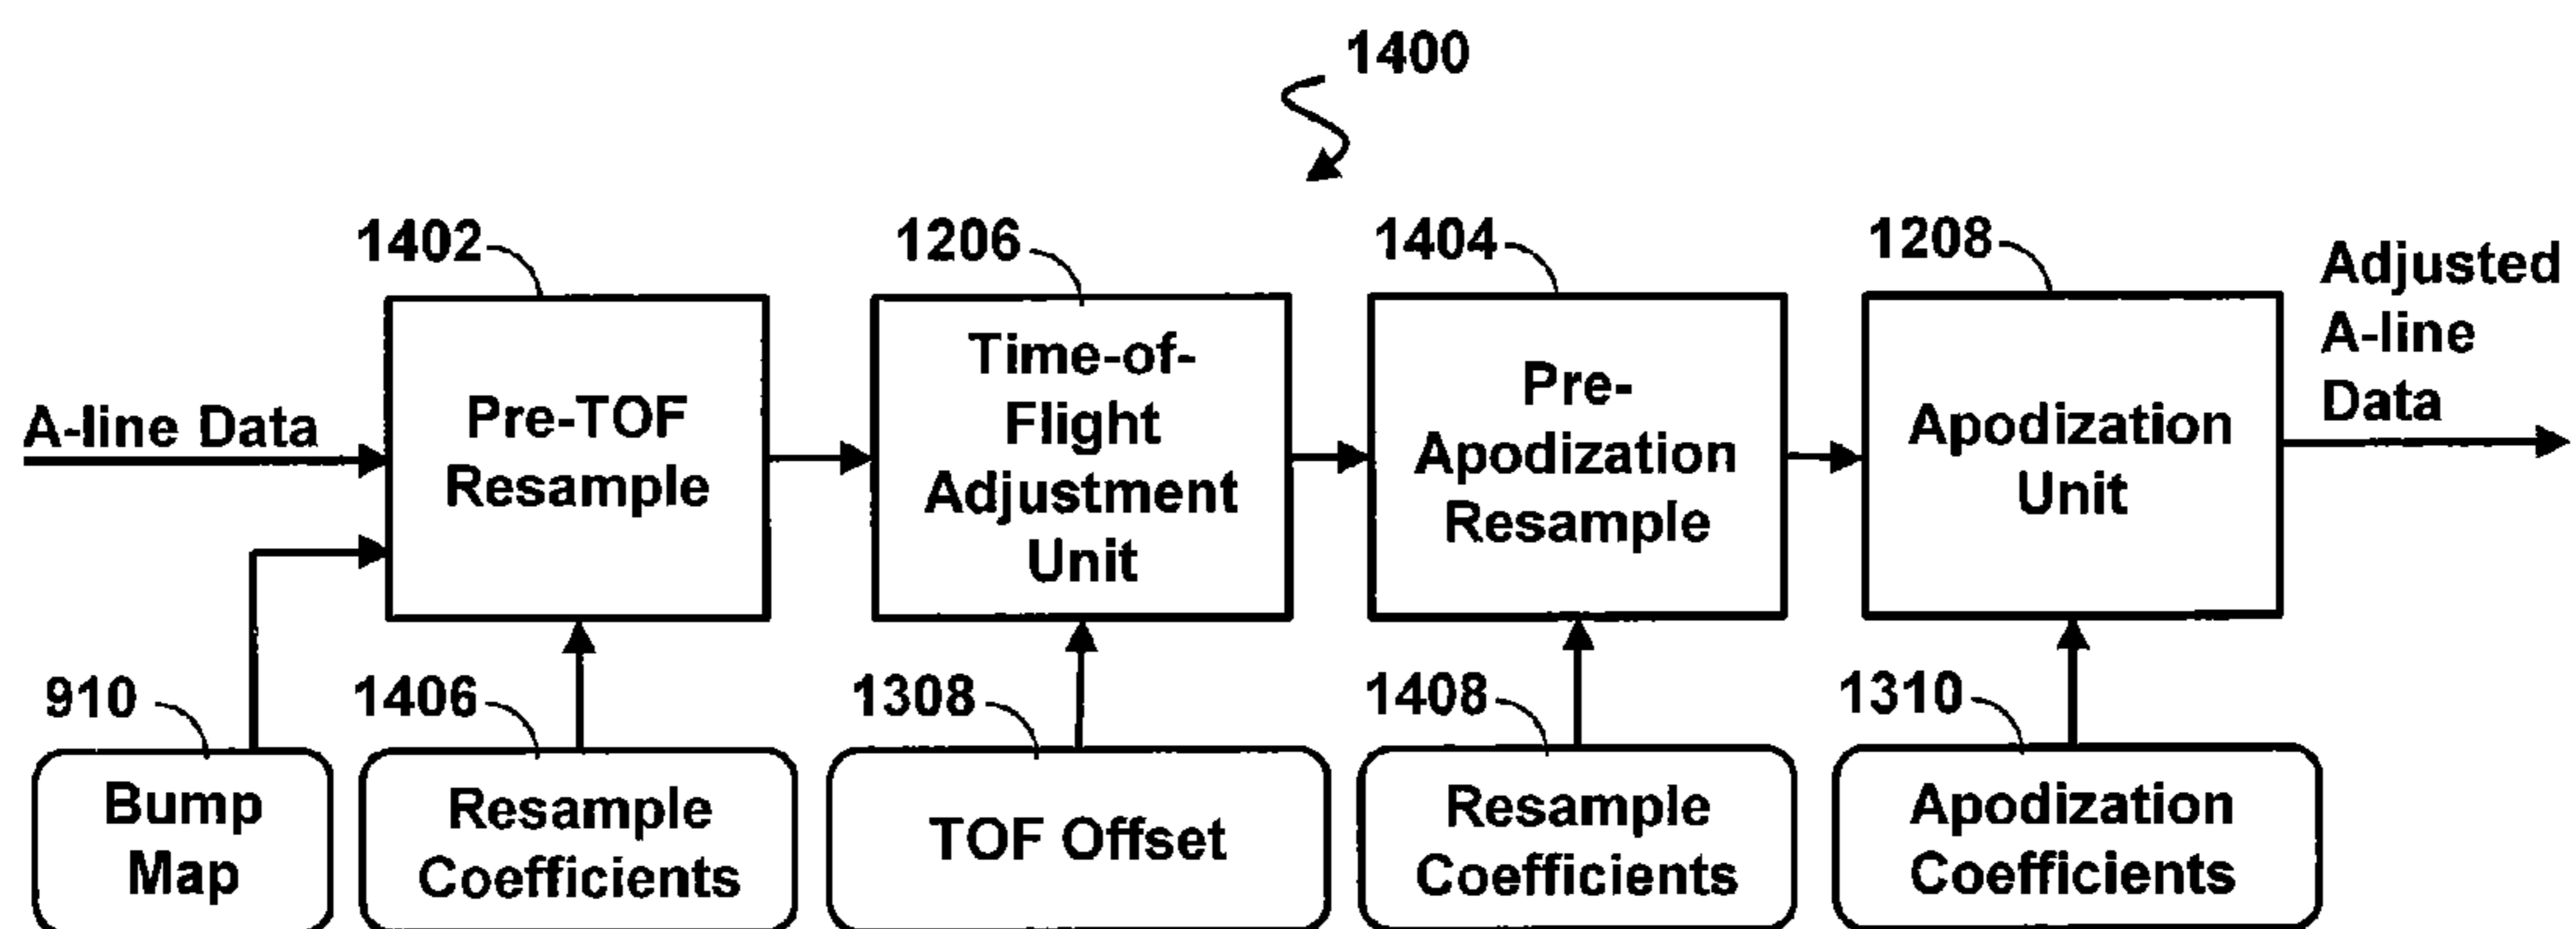 1400
1402
1206
1404
1208
A-line Data
Pre-TOF
Resample
Time-of-
Flight
Adjustment
Unit
Pre-
Apodization
Resample
Apodization
Unit
Adjusted
A-line
Data
910
1406
1308
1408
1310
Bump
Map
Resample
Coefficients
TOF Offset
Resample
Coefficients
Apodization
Coefficients